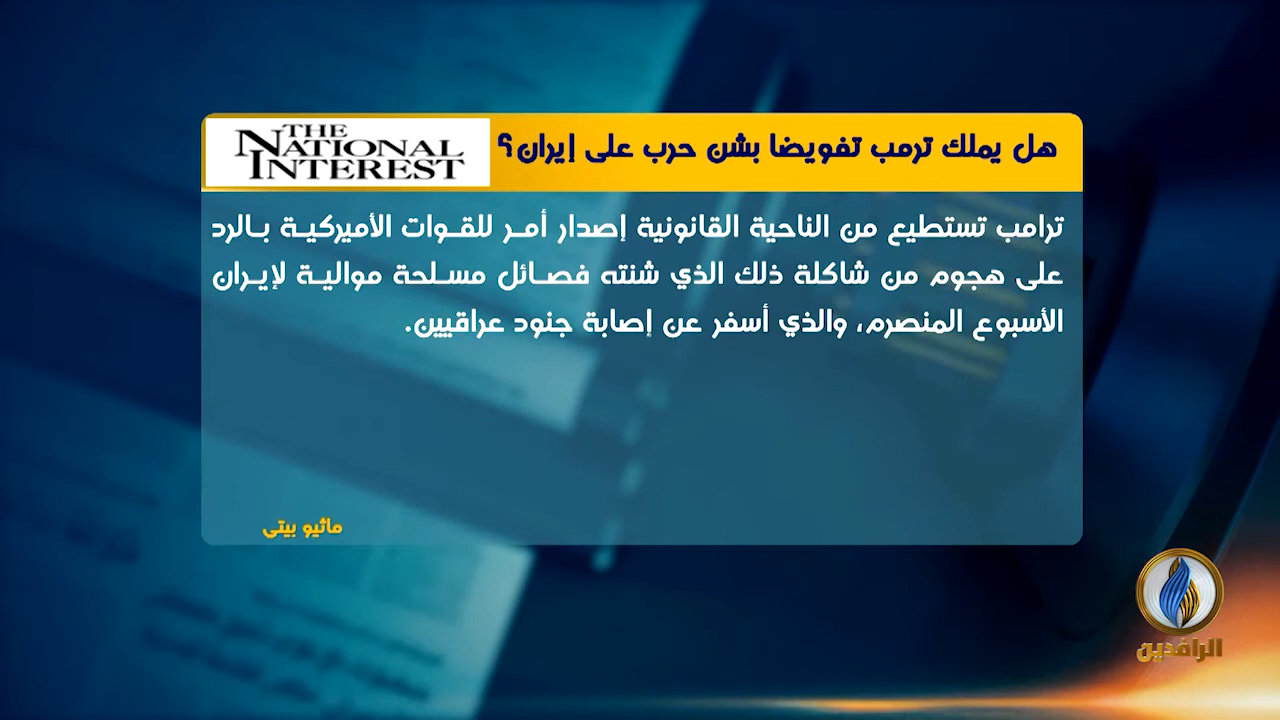 THE
NATIONAL
INTEREST
هل يملك ترمب تفويضا بشن حرب على إيران؟
ترامب تستطيع من الناحية القانونية إصدار أمر للقوات الأميركية بالرد
على هجوم من شاكلة ذلك الذي شنته فصائل مسلحة موالية لإيران
الأسبوع المنصرم، والذي أسفر عن إصابة جنود عراقيين.
ماثيو بيتي
الرافدين